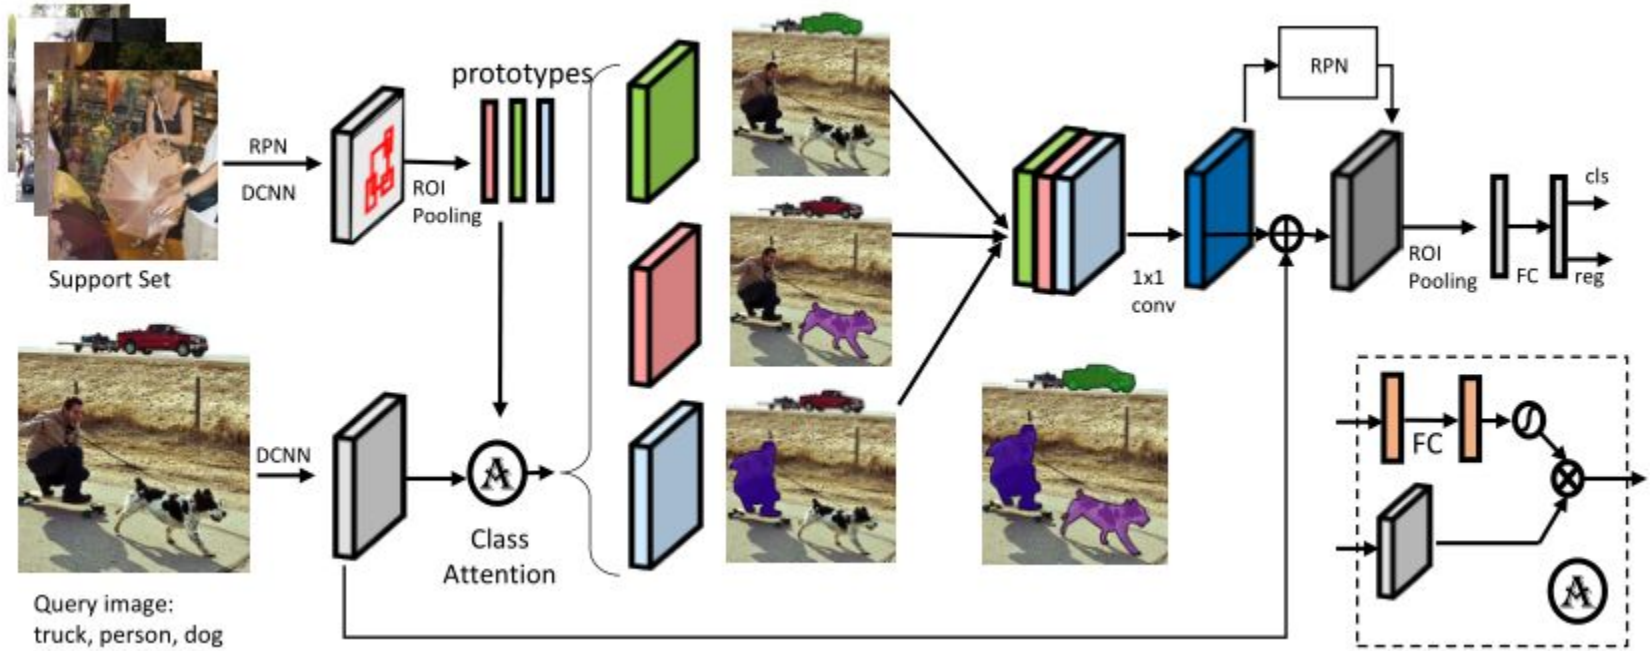 prototypes
RPN
DCNN
ROI
Pooling
Support Set
RPN
1x1
conv
ROI
Pooling
FC
cls
reg
DCNN
A
Class
Attention
Query image:
truck, person, dog
FC
A